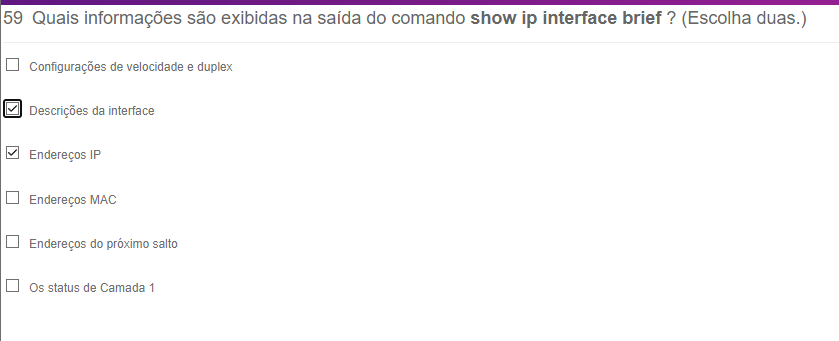 59 Quais informações são exibidas na saída do comando show ip interface brief ? (Escolha duas.)
Configurações de velocidade e duplex
Descrições da interface
Endereços IP
Endereços MAC
Endereços do próximo salto
Os status de Camada 1